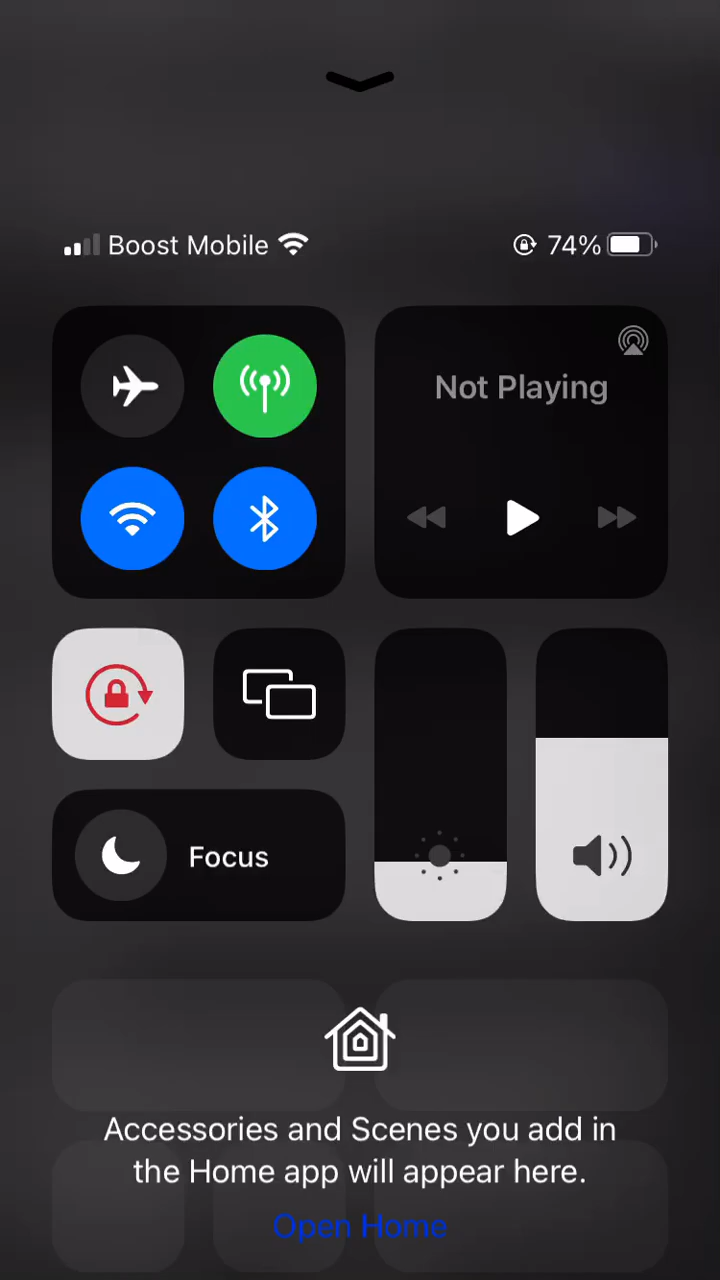 Boost Mobile
74%
Not Playing
Focus
Accessories and Scenes you add in
the Home app will appear here.
Open Home